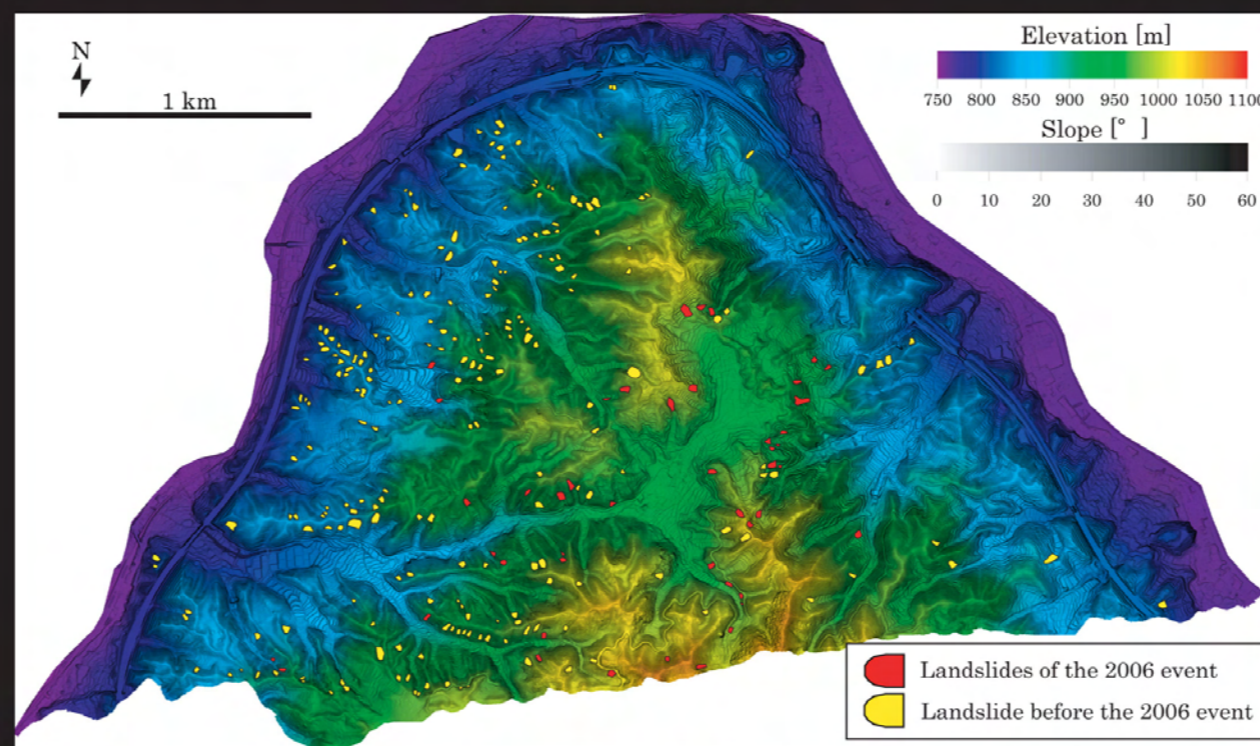 N
1 km
Elevation [m]
750 800 850 900 950 1000 1050 1100
Slope [° ]
0 10 20 30 40 50 60
Landslides of the 2006 event
Landslide before the 2006 event